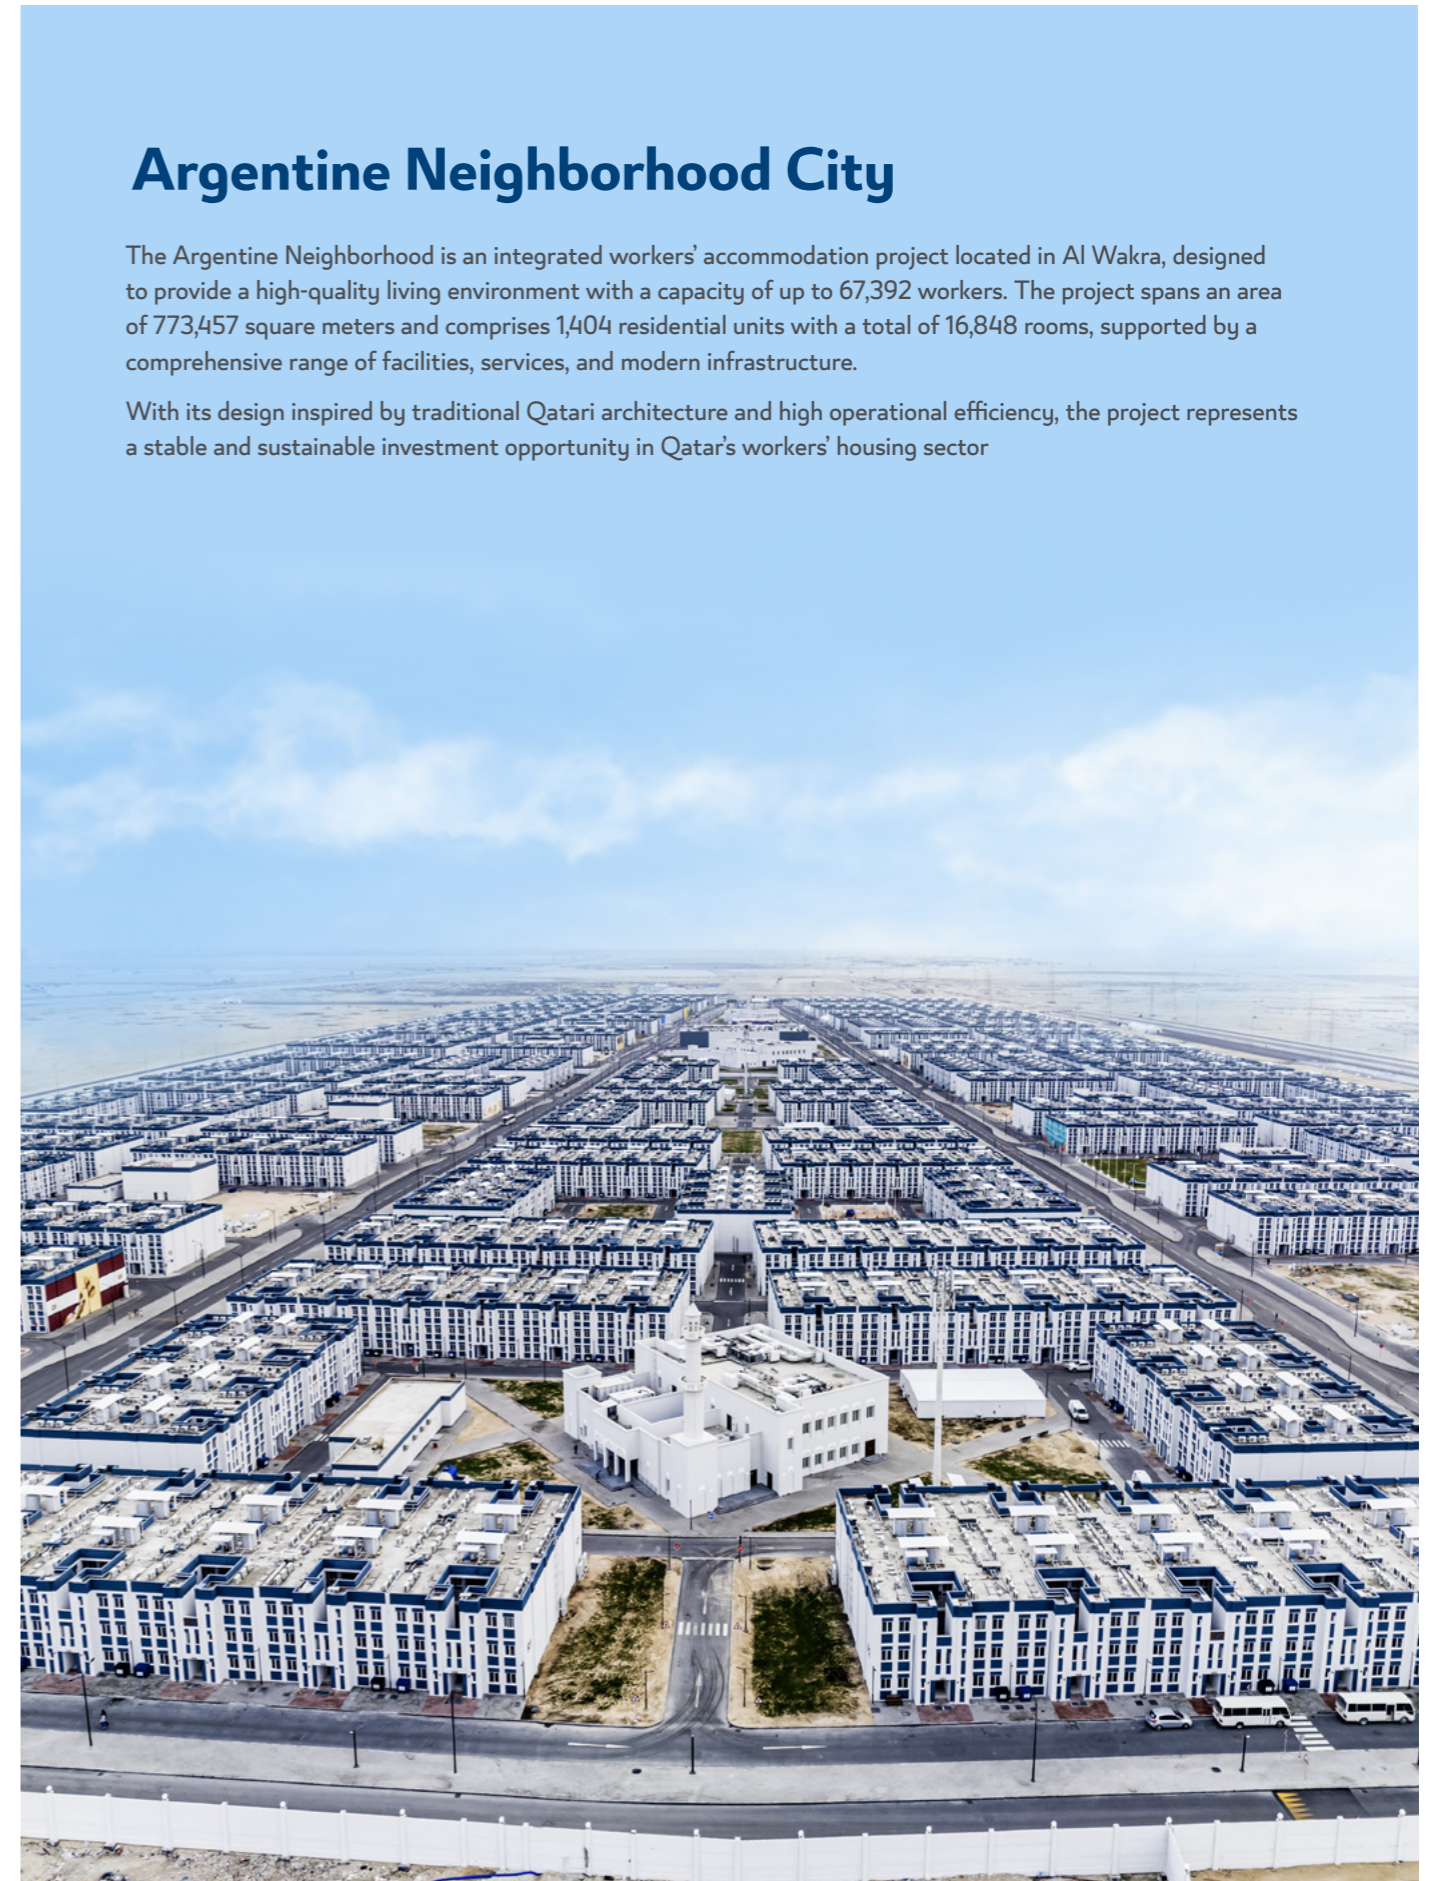 Argentine Neighborhood City
The Argentine Neighborhood is an integrated workers’ accommodation project located in Al Wakra, designed
to provide a high-quality living environment with a capacity of up to 67,392 workers. The project spans an area
of 773,457 square meters and comprises 1,404 residential units with a total of 16,848 rooms, supported by a
comprehensive range of facilities, services, and modern infrastructure.
With its design inspired by traditional Qatari architecture and high operational efficiency, the project represents
a stable and sustainable investment opportunity in Qatar’s workers’ housing sector